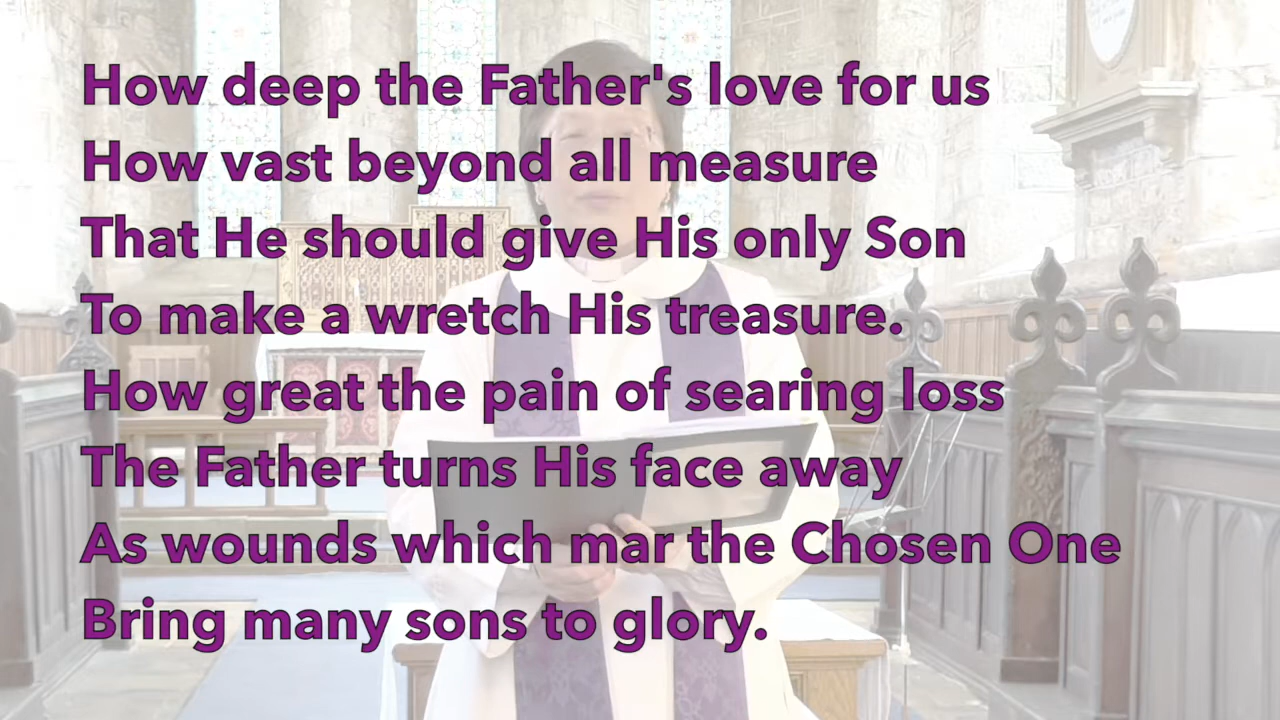 How deep the Father's love for us
How vast beyond all measure
That He should give His only Son
To make a wretch His treasure.
How great the pain of searing loss
The Father turns His face away
As wounds which mar the Chosen One
Bring many sons to glory.